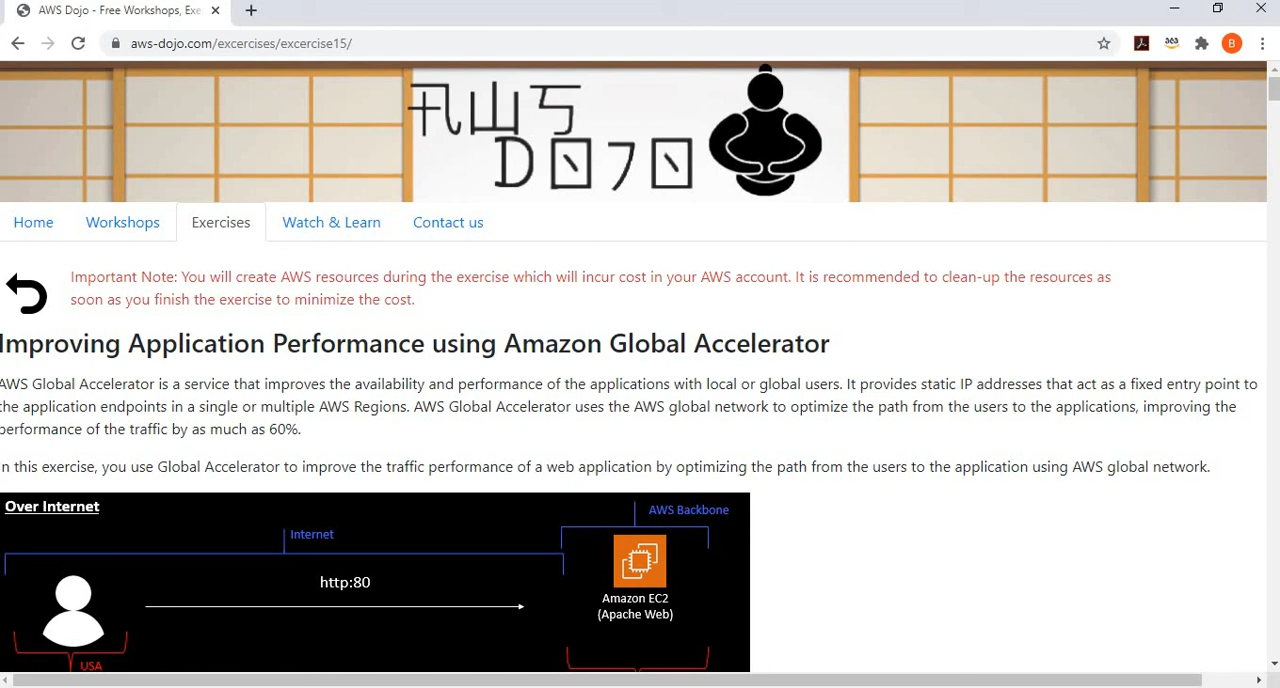 AWS Dojo - Free Workshops, Exe
aws-dojo.com/excercises/excercise15/
B
AWS
DOJO
Home Workshops Exercises Watch & Learn Contact us
Important Note: You will create AWS resources during the exercise which will incur cost in your AWS account. It is recommended to clean-up the resources as
soon as you finish the exercise to minimize the cost.
Improving Application Performance using Amazon Global Accelerator
AWS Global Accelerator is a service that improves the availability and performance of the applications with local or global users. It provides static IP addresses that act as a fixed entry point to
the application endpoints in a single or multiple AWS Regions. AWS Global Accelerator uses the AWS global network to optimize the path from the users to the applications, improving the
performance of the traffic by as much as 60%.
In this exercise, you use Global Accelerator to improve the traffic performance of a web application by optimizing the path from the users to the application using AWS global network.
Over Internet
AWS Backbone
Internet
http:80
Amazon EC2
(Apache Web)
USA